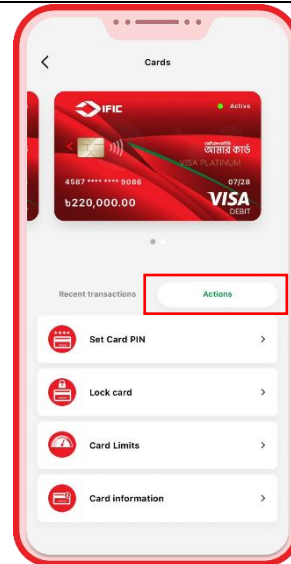 Cards
IFIC
Active
আমার কার্ড
VISA PLATINUM
4587 **** **** 9086
07/28
৳220,000.00
VISA
DEBIT
Recent transactions
Actions
Set Card PIN
Lock card
Card Limits
Card information